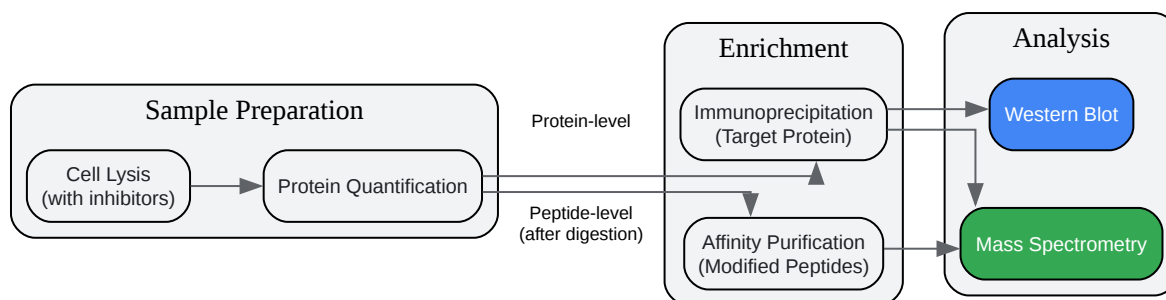 Sample Preparation
Cell Lysis
(with inhibitors)
Protein Quantification
Protein-level
Peptide-level
(after digestion)
Enrichment
Immunoprecipitation
(Target Protein)
Affinity Purification
(Modified Peptides)
Analysis
Western Blot
Mass Spectrometry